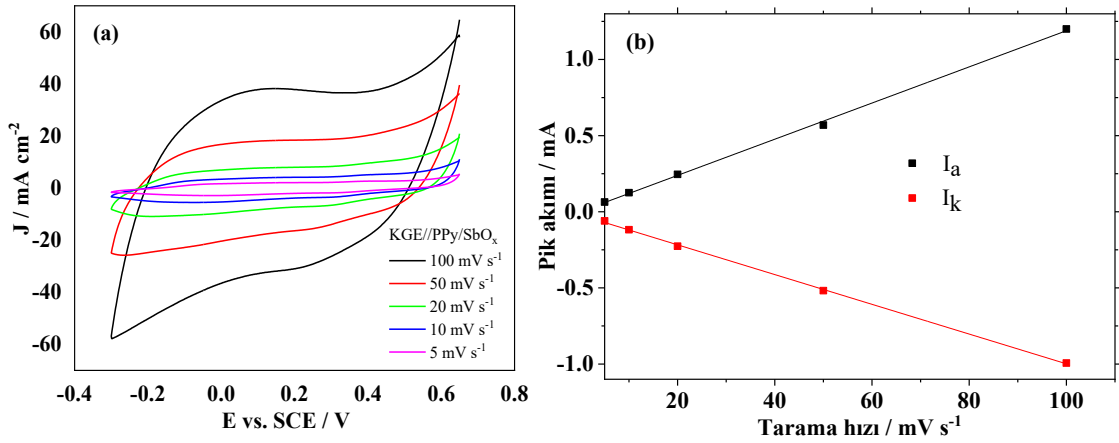 (a)
60
40
20
0
-20
-40
-60
J / mA cm⁻²
KGE//PPy/SbOₓ
100 mV s⁻¹
50 mV s⁻¹
20 mV s⁻¹
10 mV s⁻¹
5 mV s⁻¹
-0.4 -0.2 0.0 0.2 0.4 0.6 0.8
E vs. SCE / V
(b)
1.0
0.5
0.0
-0.5
-1.0
Pik akımı / mA
Iₐ
Iₖ
20 40 60 80 100
Tarama hızı / mV s⁻¹